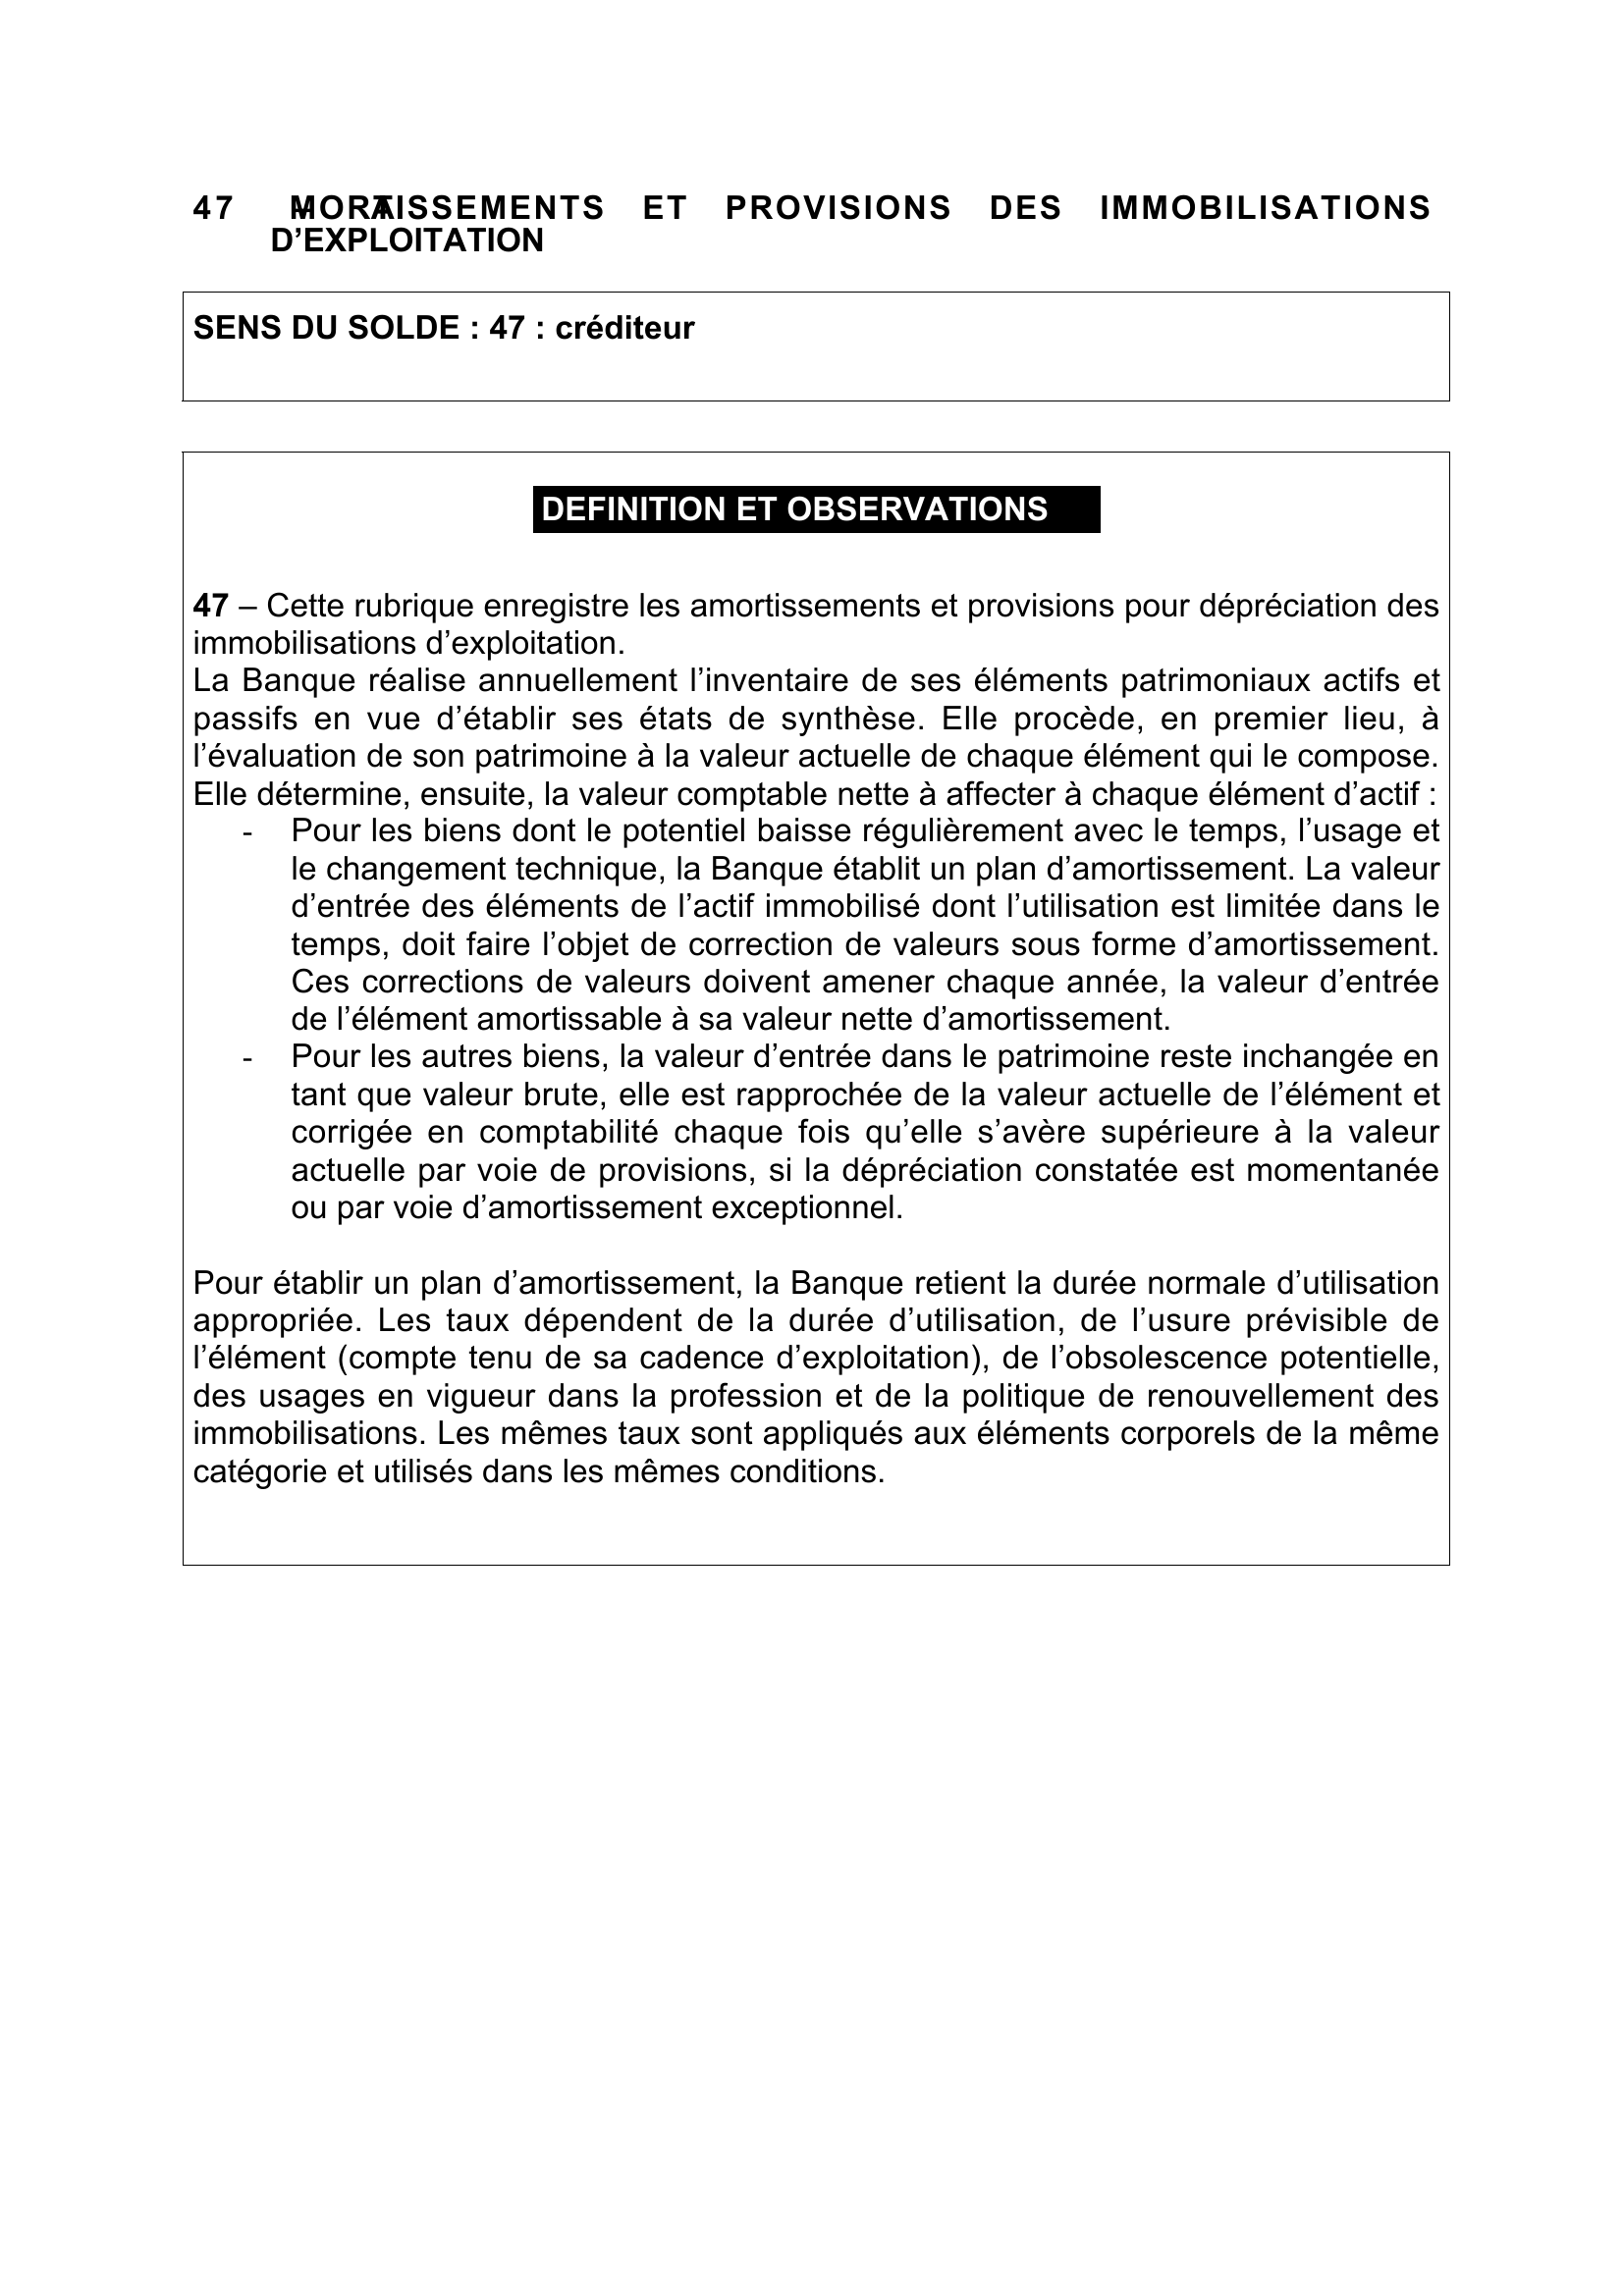 47 – AMORTISSEMENTS ET PROVISIONS DES IMMOBILISATIONS
D’EXPLOITATION
SENS DU SOLDE : 47 : créditeur
DEFINITION ET OBSERVATIONS
47 – Cette rubrique enregistre les amortissements et provisions pour dépréciation des
immobilisations d’exploitation.
La Banque réalise annuellement l’inventaire de ses éléments patrimoniaux actifs et
passifs en vue d’établir ses états de synthèse. Elle procède, en premier lieu, à
l’évaluation de son patrimoine à la valeur actuelle de chaque élément qui le compose.
Elle détermine, ensuite, la valeur comptable nette à affecter à chaque élément d’actif :
- Pour les biens dont le potentiel baisse régulièrement avec le temps, l’usage et
le changement technique, la Banque établit un plan d’amortissement. La valeur
d’entrée des éléments de l’actif immobilisé dont l’utilisation est limitée dans le
temps, doit faire l’objet de correction de valeurs sous forme d’amortissement.
Ces corrections de valeurs doivent amener chaque année, la valeur d’entrée
de l’élément amortissable à sa valeur nette d’amortissement.
- Pour les autres biens, la valeur d’entrée dans le patrimoine reste inchangée en
tant que valeur brute, elle est rapprochée de la valeur actuelle de l’élément et
corrigée en comptabilité chaque fois qu’elle s’avère supérieure à la valeur
actuelle par voie de provisions, si la dépréciation constatée est momentanée
ou par voie d’amortissement exceptionnel.
Pour établir un plan d’amortissement, la Banque retient la durée normale d’utilisation
appropriée. Les taux dépendent de la durée d’utilisation, de l’usure prévisible de
l’élément (compte tenu de sa cadence d’exploitation), de l’obsolescence potentielle,
des usages en vigueur dans la profession et de la politique de renouvellement des
immobilisations. Les mêmes taux sont appliqués aux éléments corporels de la même
catégorie et utilisés dans les mêmes conditions.